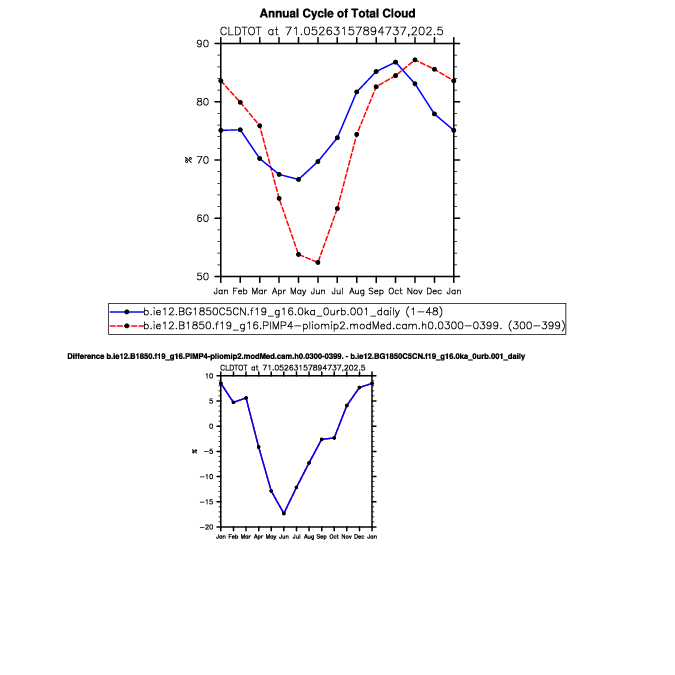 Annual Cycle of Total Cloud
CLDTOT at 71.05263157894737,202.5
90
80
70
60
50
%
Jan Feb Mar Apr May Jun Jul Aug Sep Oct Nov Dec Jan
b.ie12.BG1850C5CN.f19_g16.0ka_0urb.001_daily (1-48)
b.ie12.B1850.f19_g16.PIMP4-pliomip2.modMed.cam.h0.0300-0399. (300-399)
Difference b.ie12.B1850.f19_g16.PIMP4-pliomip2.modMed.cam.h0.0300-0399. - b.ie12.BG1850C5CN.f19_g16.0ka_0urb.001_daily
CLDTOT at 71.05263157894737,202.5
10
5
0
-5
-10
-15
-20
%
Jan Feb Mar Apr May Jun Jul Aug Sep Oct Nov Dec Jan